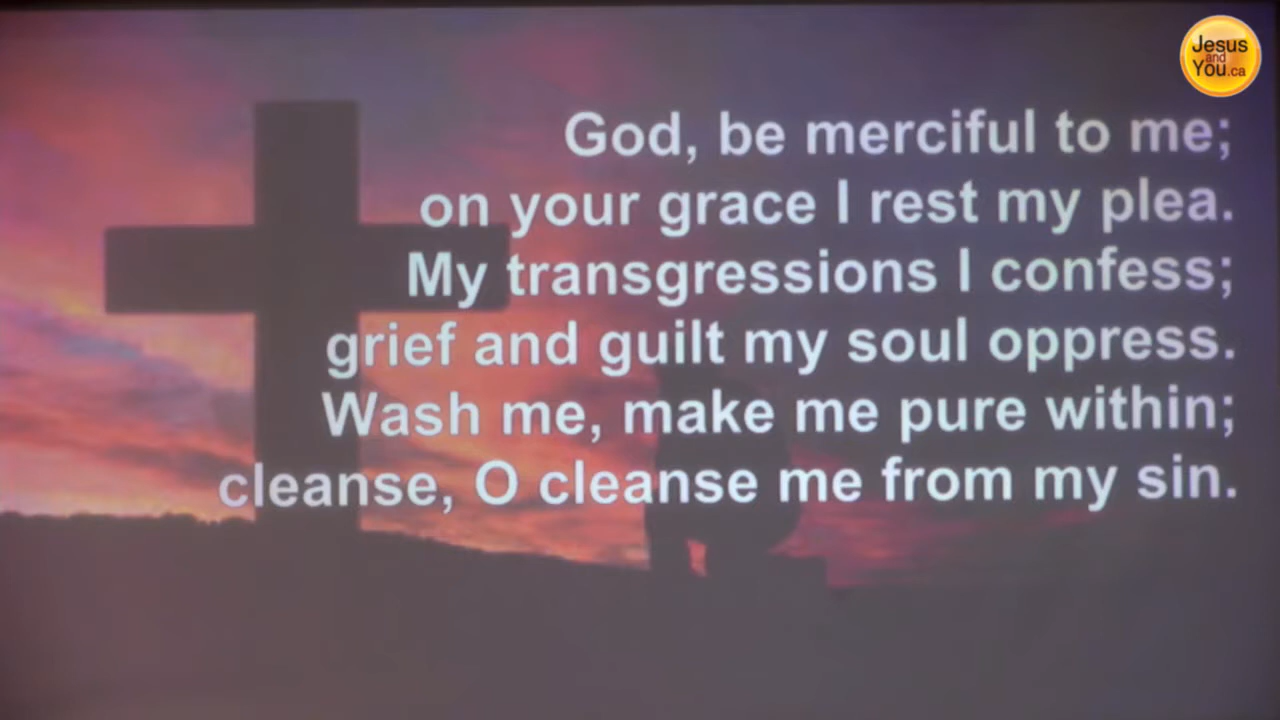 Jesus
and
You.ca
God, be merciful to me;
on your grace I rest my plea.
My transgressions I confess;
grief and guilt my soul oppress.
Wash me, make me pure within;
cleanse, O cleanse me from my sin.